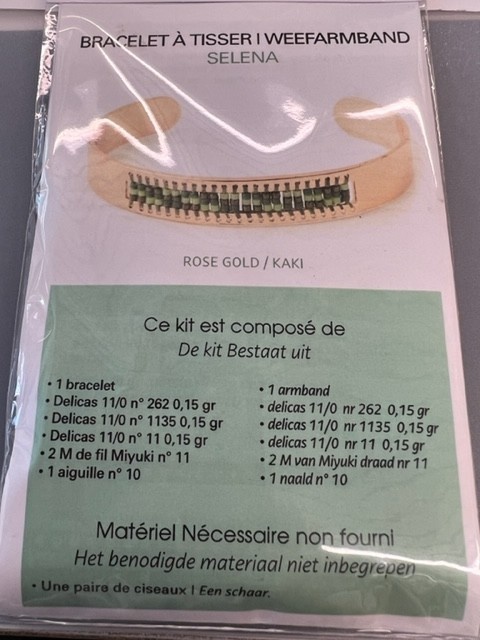 BRACELET À TISSER I WEEFARMBAND
SELENA
ROSE GOLD / KAKI
Ce kit est composé de
De kit Bestaat uit
• 1 bracelet
• Delicas 11/0 n° 262 0,15 gr
• Delicas 11/0 n° 1135 0,15 gr
• Delicas 11/0 n° 11 0,15 gr
• 2 M de fil Miyuki n° 11
• 1 aiguille n° 10
• 1 armband
• delicas 11/0 nr 262 0,15 gr
• delicas 11/0 nr 1135 0,15 gr
• delicas 11/0 nr 11 0,15 gr
• 2 M van Miyuki draad nr 11
• 1 naald n° 10
Matériel Nécessaire non fourni
Het benodigde materiaal niet inbegrepen
• Une paire de ciseaux I Een schaar.